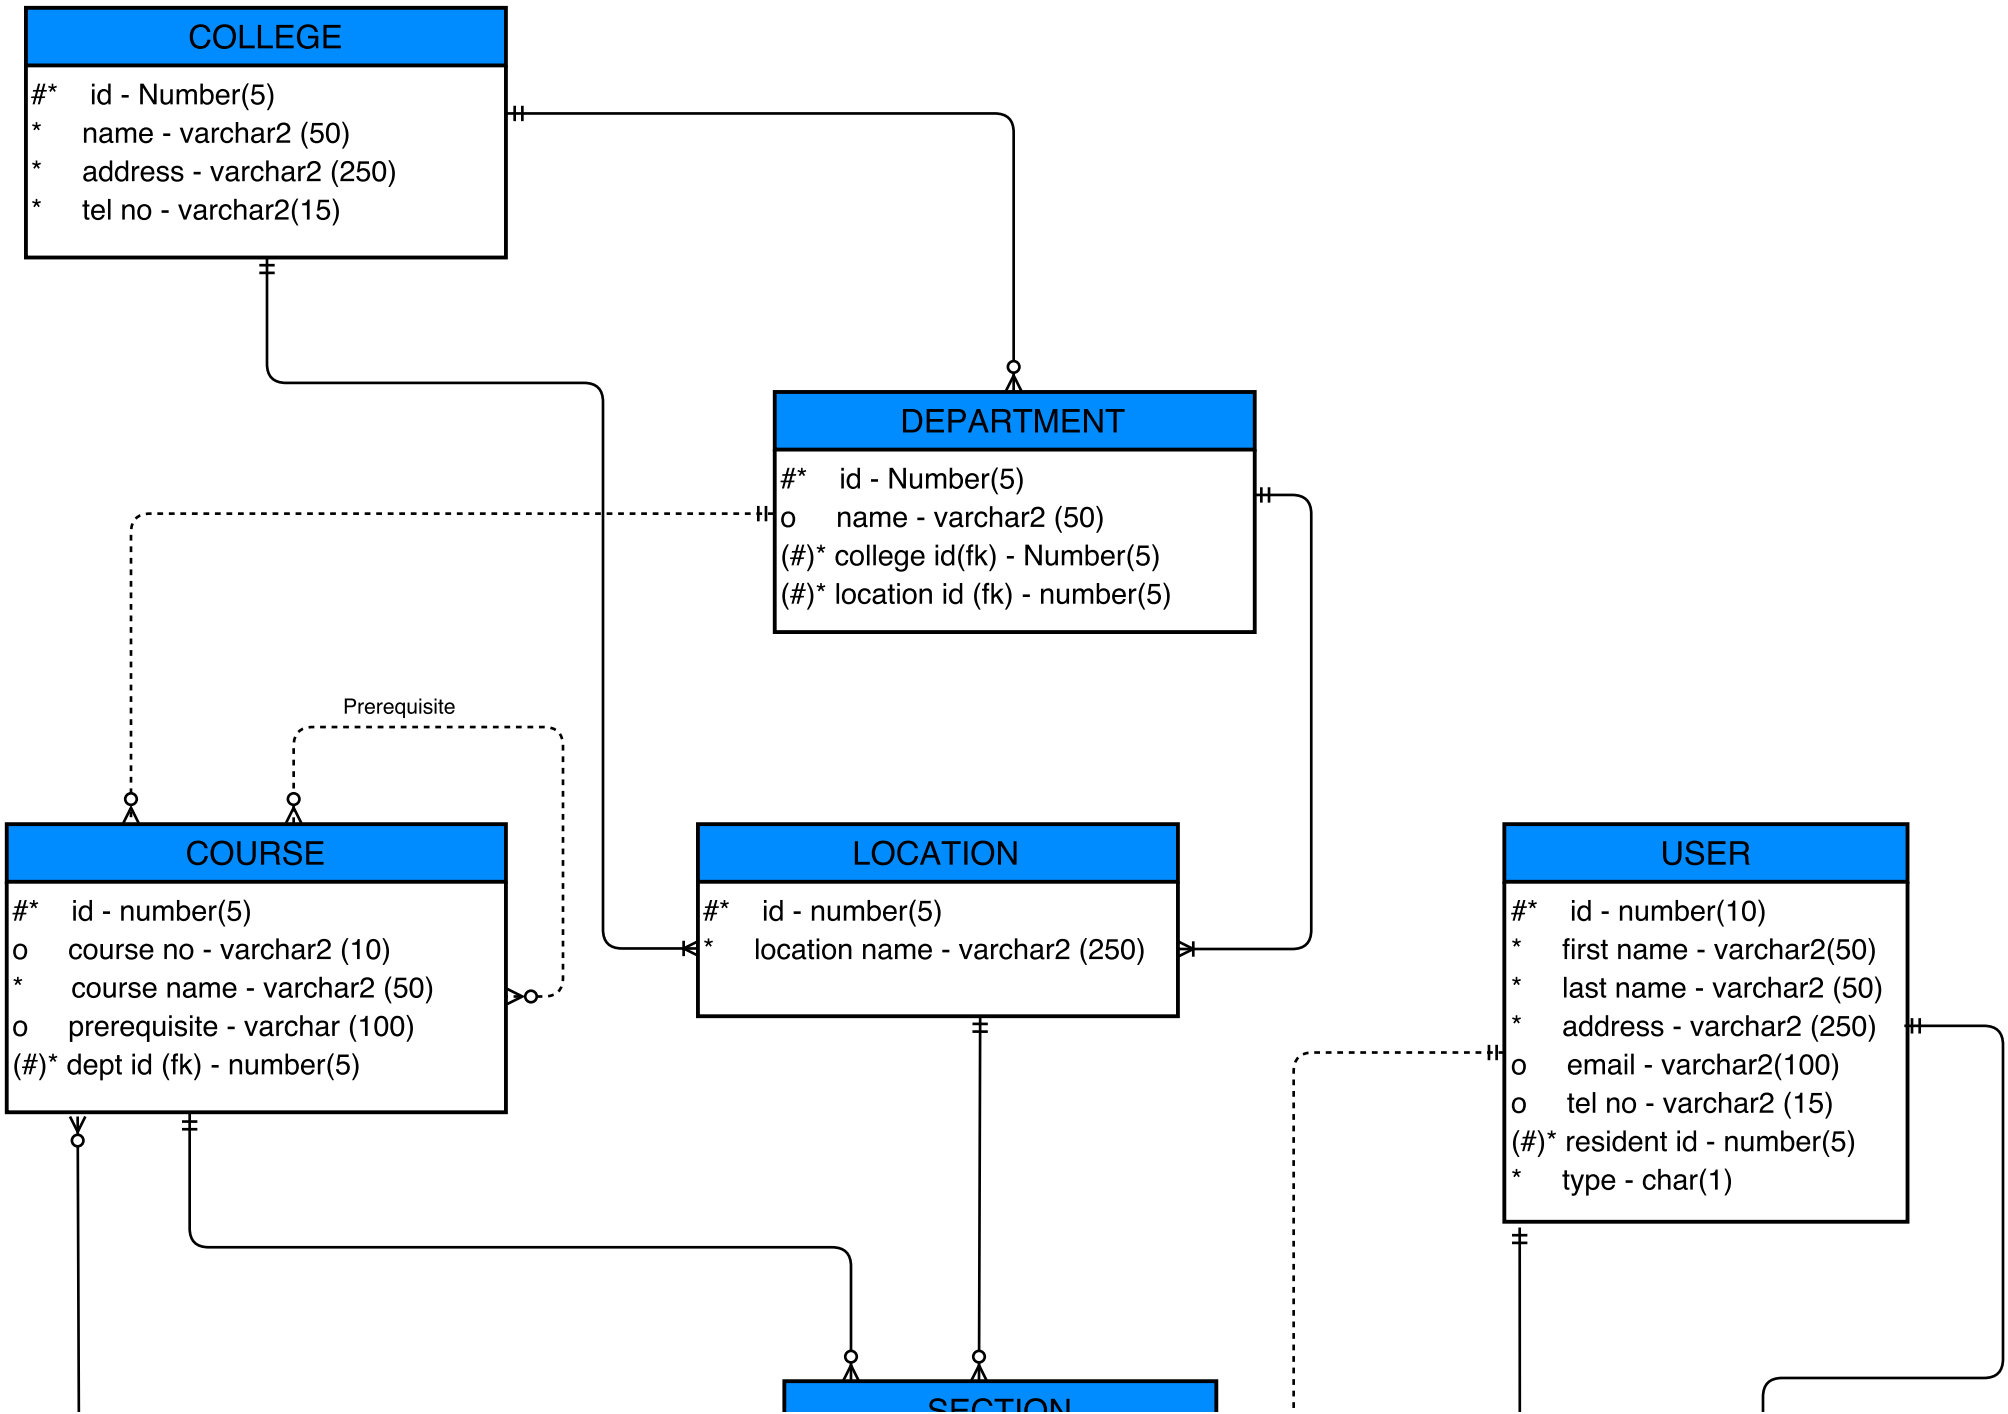 COLLEGE
#* id - Number(5)
* name - varchar2 (50)
* address - varchar2 (250)
* tel no - varchar2(15)
DEPARTMENT
#* id - Number(5)
o name - varchar2 (50)
(#)* college id(fk) - Number(5)
(#)* location id (fk) - number(5)
Prerequisite
COURSE
#* id - number(5)
o course no - varchar2 (10)
* course name - varchar2 (50)
o prerequisite - varchar (100)
(#)* dept id (fk) - number(5)
LOCATION
#* id - number(5)
* location name - varchar2 (250)
USER
#* id - number(10)
* first name - varchar2(50)
* last name - varchar2 (50)
* address - varchar2 (250)
o email - varchar2(100)
o tel no - varchar2 (15)
(#)* resident id - number(5)
* type - char(1)
SECTION